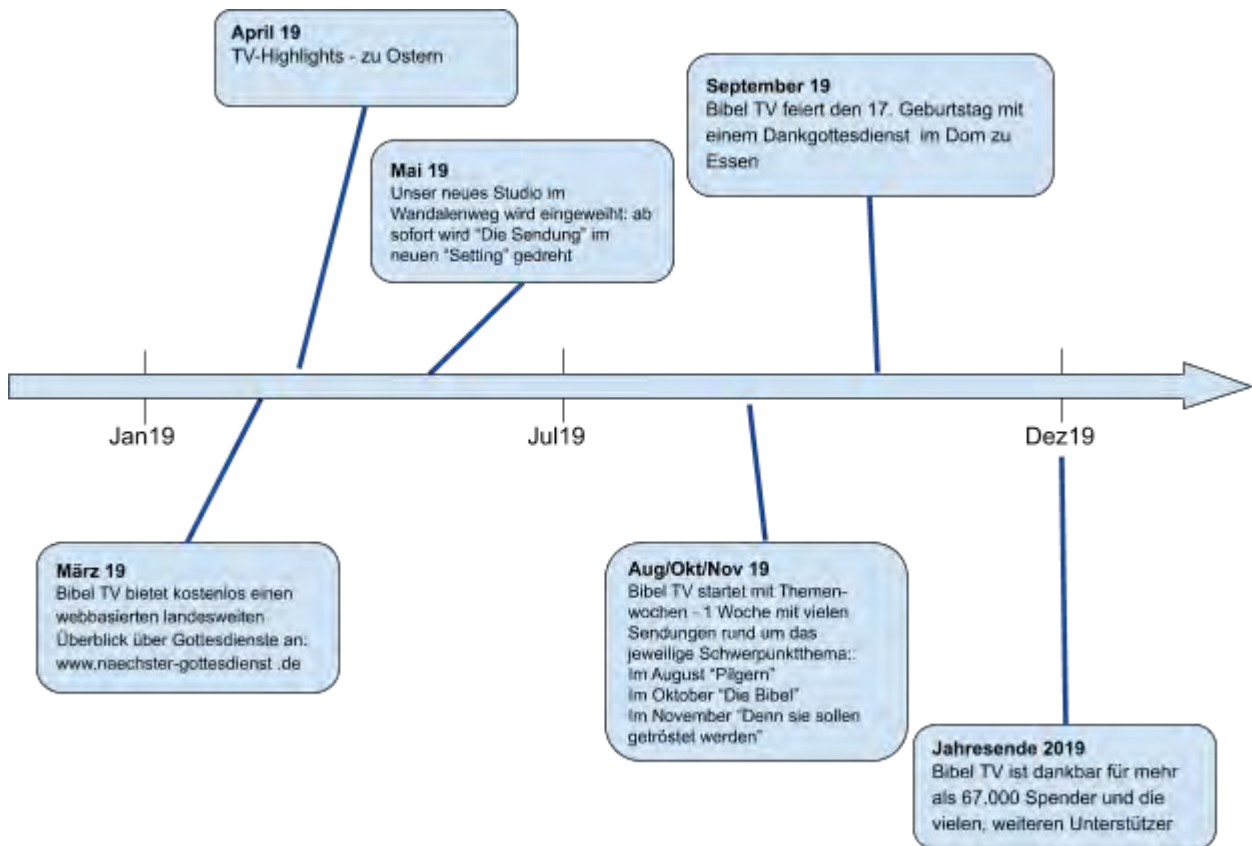 April 19
TV-Highlights - zu Ostern
Mai 19
Unser neues Studio im
Wandalenweg wird eingeweiht: ab
sofort wird "Die Sendung" im
neuen "Setting" gedreht
September 19
Bibel TV feiert den 17. Geburtstag mit
einem Dankgottesdienst im Dom zu
Essen
Jan19
Jul19
Dez19
März 19
Bibel TV bietet kostenlos einen
webbasierten landesweiten
Überblick über Gottesdienste an:
www.naechster-gottesdienst .de
Aug/Okt/Nov 19
Bibel TV startet mit Themen-
wochen - 1 Woche mit vielen
Sendungen rund um das
jeweilige Schwerpunktthema:
Im August "Pilgern"
Im Oktober "Die Bibel"
Im November "Denn sie sollen
getröstet werden"
Jahresende 2019
Bibel TV ist dankbar für mehr
als 67.000 Spender und die
vielen, weiteren Unterstützer